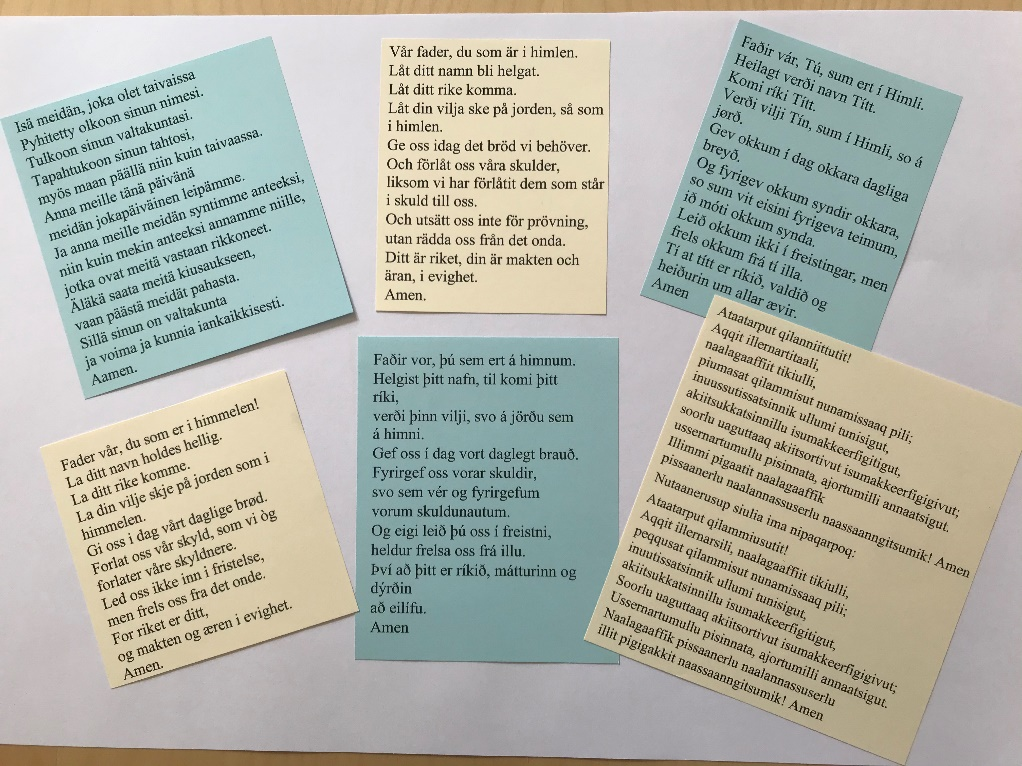 Isä meidän, joka olet taivaissa
Pyhitetty olkoon sinun nimesi.
Tulkoon sinun valtakuntasi.
Tapahtukoon sinun tahtosi,
myös maan päällä niin kuin taivaassa.
Anna meille tänä päivänä
meidän jokapäiväinen leipämme.
Ja anna meille meidän syntimme anteeksi,
niin kuin mekin anteeksi annamme niille,
jotka ovat meitä vastaan rikkoneet.
Äläkä saata meitä kiusaukseen,
vaan päästä meidät pahasta.
Sillä sinun on valtakunta
ja voima ja kunnia iankaikkisesti.
Aamen.
Vår fader, du som är i himlen.
Låt ditt namn bli helgat.
Låt ditt rike komma.
Låt din vilja ske på jorden, så som
i himlen.
Ge oss idag det bröd vi behöver.
Och förlåt oss våra skulder,
liksom vi har förlåtit dem som står
i skuld till oss.
Och utsätt oss inte för prövning,
utan rädda oss från det onda.
Ditt är riket, din är makten och
äran, i evighet.
Amen.
Faðir vár, Tú, sum ert í Himli.
Heilagt verði navn Títt.
Komi ríki Títt.
Verði vilji Tín, sum í Himli, so á
jørð.
Gev okkum í dag okkara dagliga
breyð.
Og fyrigev okkum syndir okkara,
so sum vit eisini fyrigeva teimum,
ið móti okkum synda.
Leið okkum ikki í freistingar, men
frels okkum frá tí illa.
Tí at títt er ríkið, valdið og
heiðurin um allar ævir.
Amen
Fader vår, du som er i himmelen!
La ditt navn holdes hellig.
La ditt rike komme.
La din vilje skje på jorden som i
himmelen.
Gi oss i dag vårt daglige brød.
Forlat oss vår skyld, som vi òg
forlater våre skyldnere.
Led oss ikke inn i fristelse,
men frels oss fra det onde.
For riket er ditt,
og makten og æren i evighet.
Amen.
Faðir vor, þú sem ert á himnum.
Helgist þitt nafn, til komi þitt
ríki,
verði þinn vilji, svo á jörðu sem
á himni.
Gef oss í dag vort daglegt brauð.
Fyrirgef oss vorar skuldir,
svo sem vér og fyrirgefum
vorum skuldunautum.
Og eigi leið þú oss í freistni,
heldur frelsa oss frá illu.
Því að þitt er ríkið, mátturinn og
dýrðin
að eilífu.
Amen
Ataatarput qilanniittutit!
Aqqit illernartitaali,
naalagaaffiit tikiulli,
piumasat qilammisut nunamissaaq pili;
inuussutissatsinnik ullumi tunisigut,
akiitsukkatsinnillu isumakkeerfigitigut,
soorlu uaguttaaq akiitsortivut isumakkeerfigigivut;
ussernartumullu pisinnata, ajortumilli annaatsigut.
Illimmi pigaatit naalagaaffik
pissaanerlu naalannassuserlu naassaanngitsumik! Amen
Nutaanerusup siulia ima nipaqarpoq:
Ataatarput qilammiusutit!
Aqqit illernarsili, naalagaaffiit tikiulli,
peqqusat qilammisut nunamissaaq pili;
inuutissatsinnik ullumi tunisigut,
akiitsukkatsinnillu isumakkeerfigitigut,
Soorlu uaguttaaq akiitsortivut isumakkeerfigigivut;
Ussernartumullu pisinnata, ajortumilli annaatsigut.
Naalagaaffik pissaanerlu naalannassuserlu
illit pigigakkit naassaanngitsumik! Amen